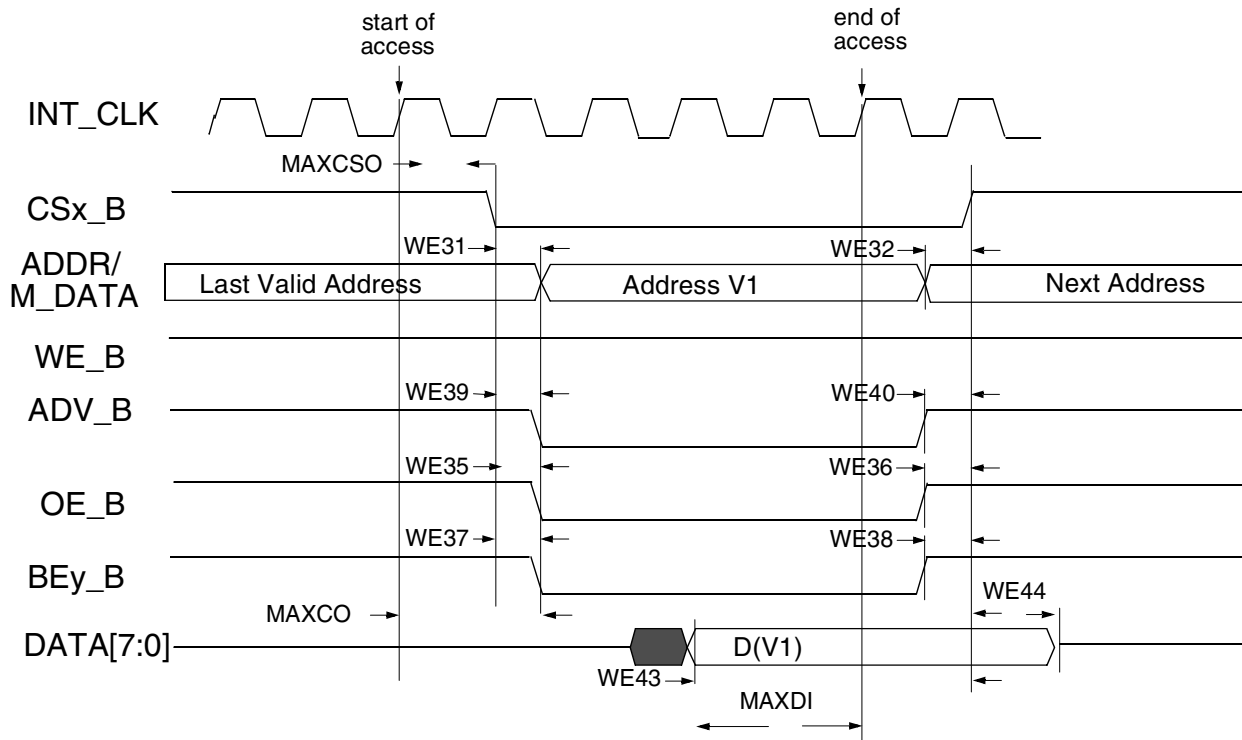 start of
access
end of
access
INT_CLK
MAXCSO
CSx_B
WE31
WE32
ADDR/
M_DATA
Last Valid Address
Address V1
Next Address
WE_B
WE39
WE40
ADV_B
WE35
WE36
OE_B
WE37
WE38
BEy_B
WE44
MAXCO
DATA[7:0]
D(V1)
WE43
MAXDI